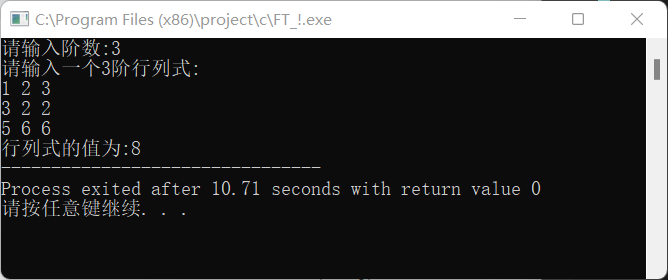 C:\Program Files (x86)\project\c\FT_!.exe
请输入阶数:3
请输入一个3阶行列式:
1 2 3
3 2 2
5 6 6
行列式的值为:8
--------------------------------
Process exited after 10.71 seconds with return value 0
请按任意键继续. . .